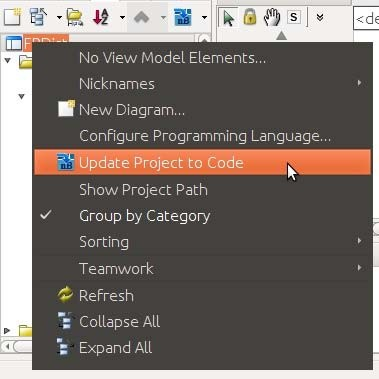 S
»
<de
No View Model Elements...
Nicknames
New Diagram...
Configure Programming Language...
Update Project to Code
Show Project Path
Group by Category
Sorting
Teamwork
Refresh
Collapse All
Expand All